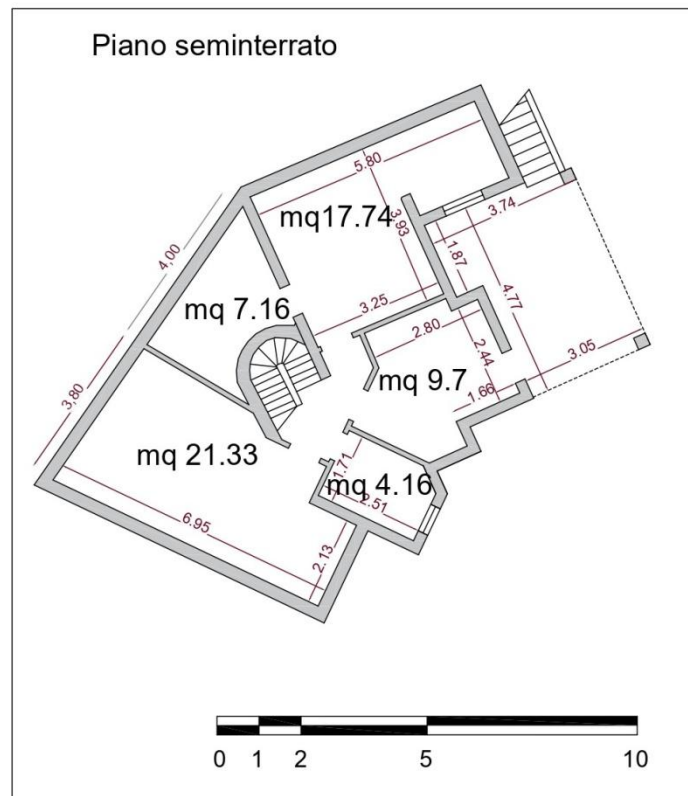 Piano seminterrato
5.80
mq17.74
3.93
3.74
4,00
1.87
4.77
mq 7.16
3.25
2.80
2.44
3.05
mq 9.7
1.66
3,80
mq 21.33
1.71
mq 4.16
2.51
6.95
2.13
0 1 2 5 10